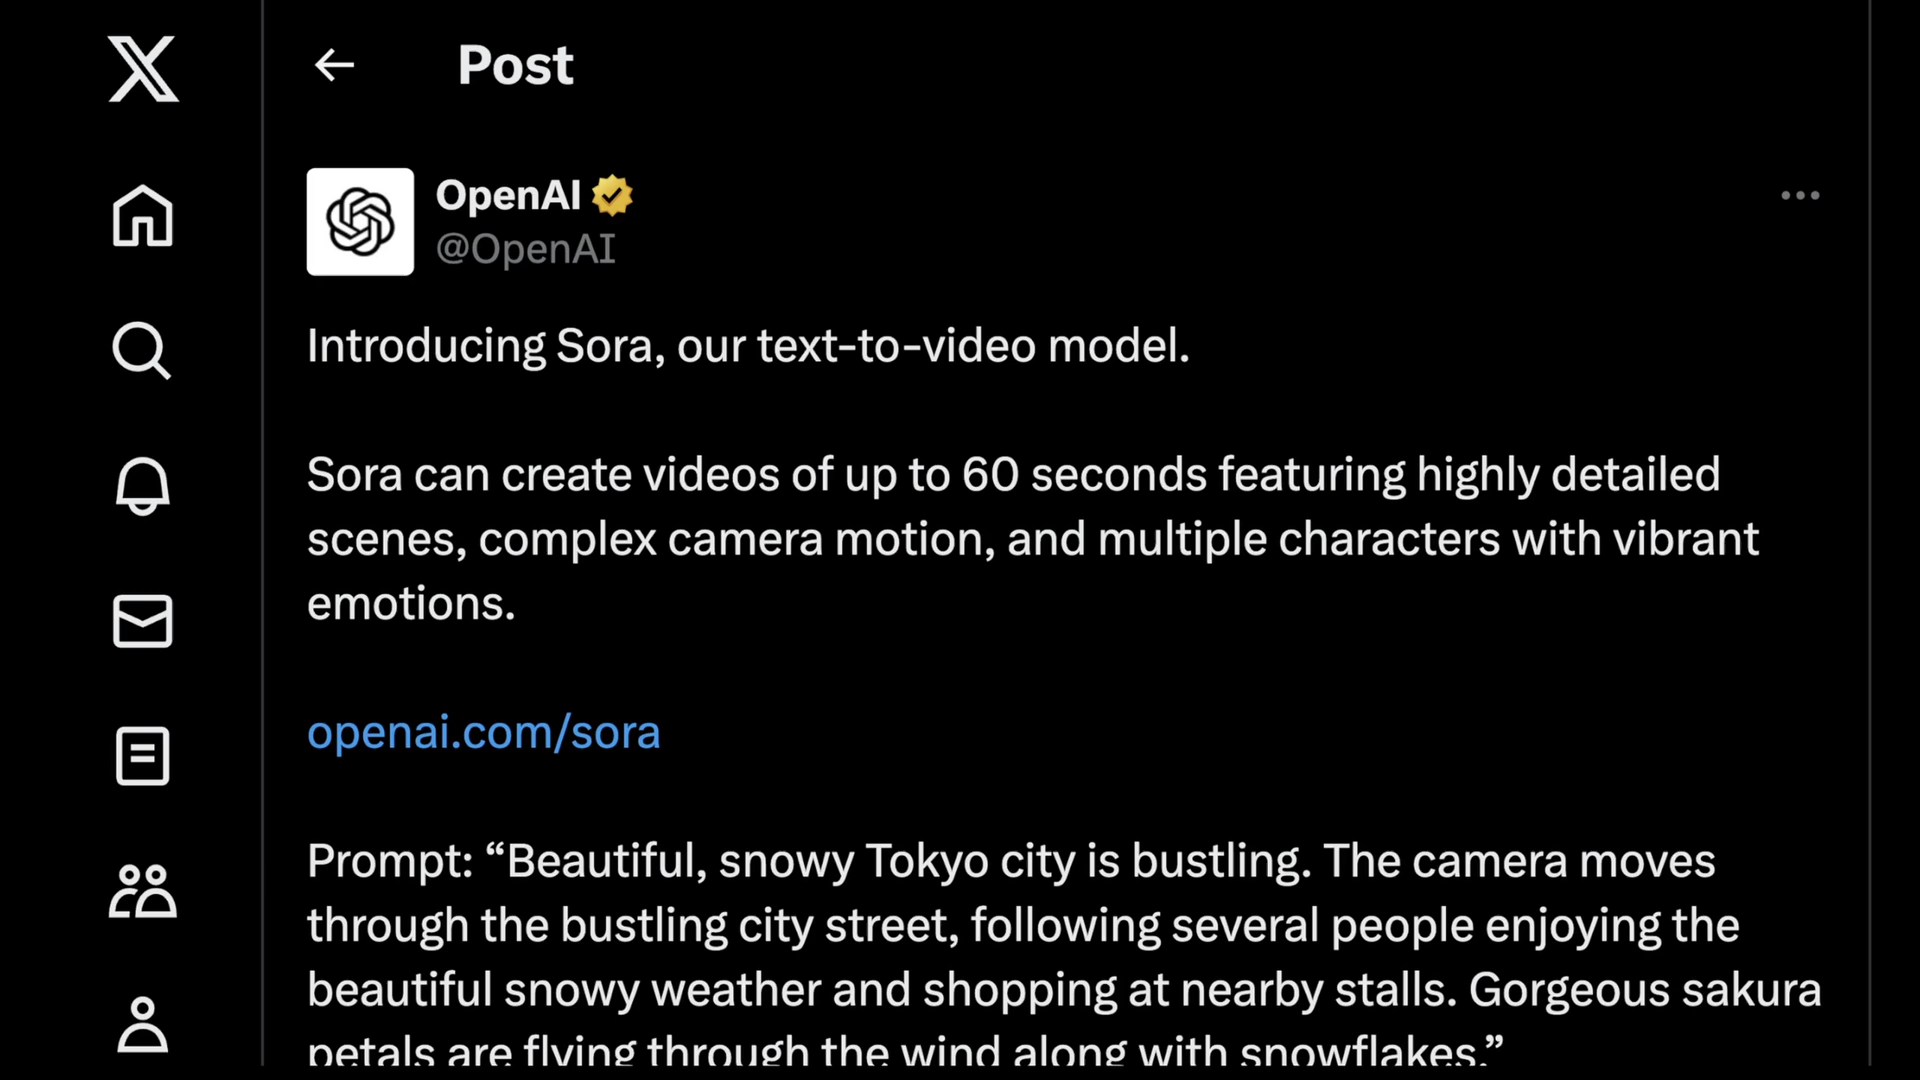 Post
OpenAI
@OpenAI
Introducing Sora, our text-to-video model.
Sora can create videos of up to 60 seconds featuring highly detailed
scenes, complex camera motion, and multiple characters with vibrant
emotions.
openai.com/sora
Prompt: “Beautiful, snowy Tokyo city is bustling. The camera moves
through the bustling city street, following several people enjoying the
beautiful snowy weather and shopping at nearby stalls. Gorgeous sakura
petals are flying through the wind along with snowflakes.”